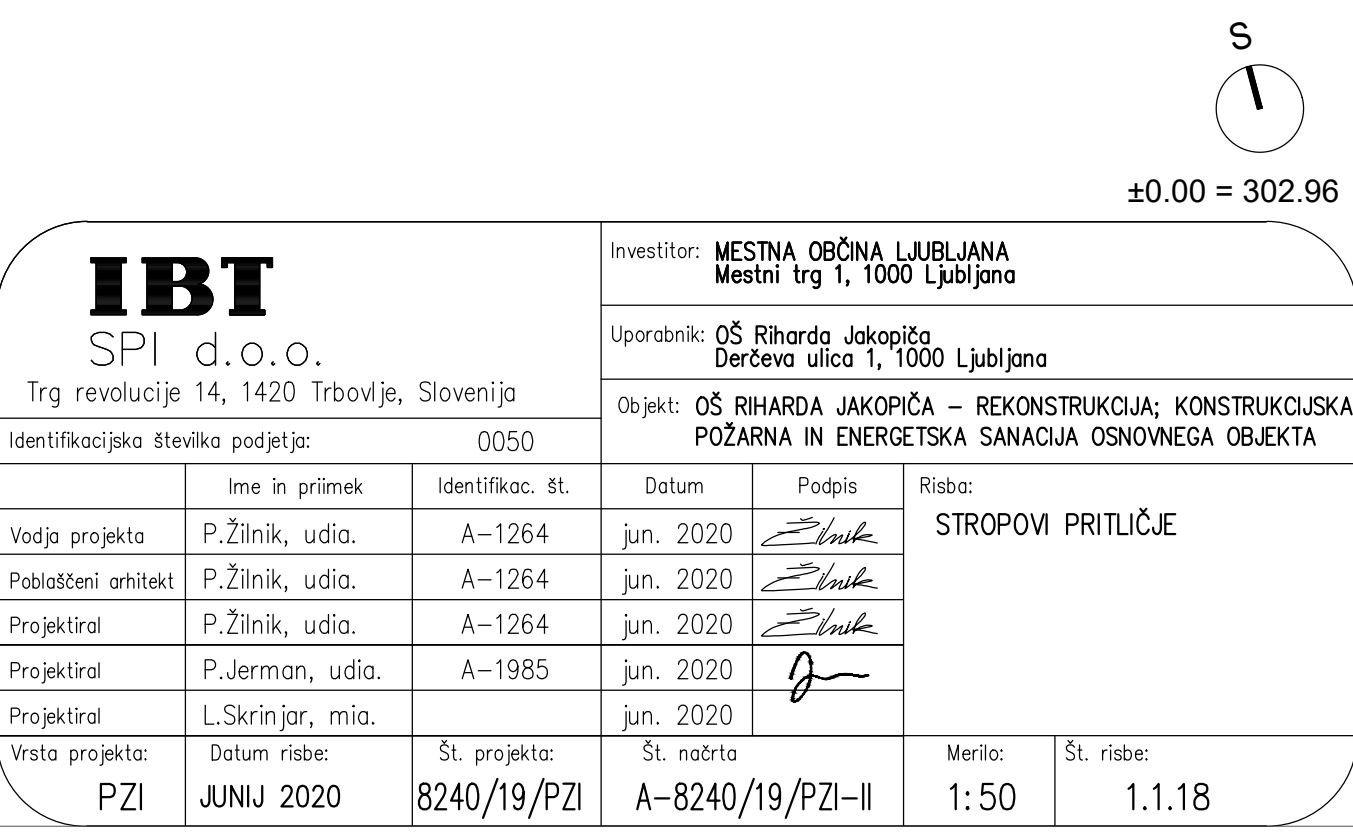 S
±0.00 = 302.96
IBT
SPI d.o.o.
Trg revolucije 14, 1420 Trbovlje, Slovenija
Identifikacijska številka podjetja: 0050
Investitor: MESTNA OBČINA LJUBLJANA
Mestni trg 1, 1000 Ljubljana
Uporabnik: OŠ Riharda Jakopiča
Derčeva ulica 1, 1000 Ljubljana
Objekt: OŠ RIHARDA JAKOPIČA – REKONSTRUKCIJA; KONSTRUKCIJSKA
POŽARNA IN ENERGETSKA SANACIJA OSNOVNEGA OBJEKTA
Ime in priimek Identifikac. št. Datum Podpis
Vodja projekta P.Žilnik, udia. A-1264 jun. 2020 Žilnik
Poblaščeni arhitekt P.Žilnik, udia. A-1264 jun. 2020 Žilnik
Projektiral P.Žilnik, udia. A-1264 jun. 2020 Žilnik
Projektiral P.Jerman, udia. A-1985 jun. 2020
Projektiral L.Skrinjar, mia. jun. 2020
Risba:
STROPOVI PRITLIČJE
Vrsta projekta: Datum risbe: Št. projekta: Št. načrta Merilo: Št. risbe:
PZI JUNIJ 2020 8240/19/PZI A-8240/19/PZI-II 1:50 1.1.18